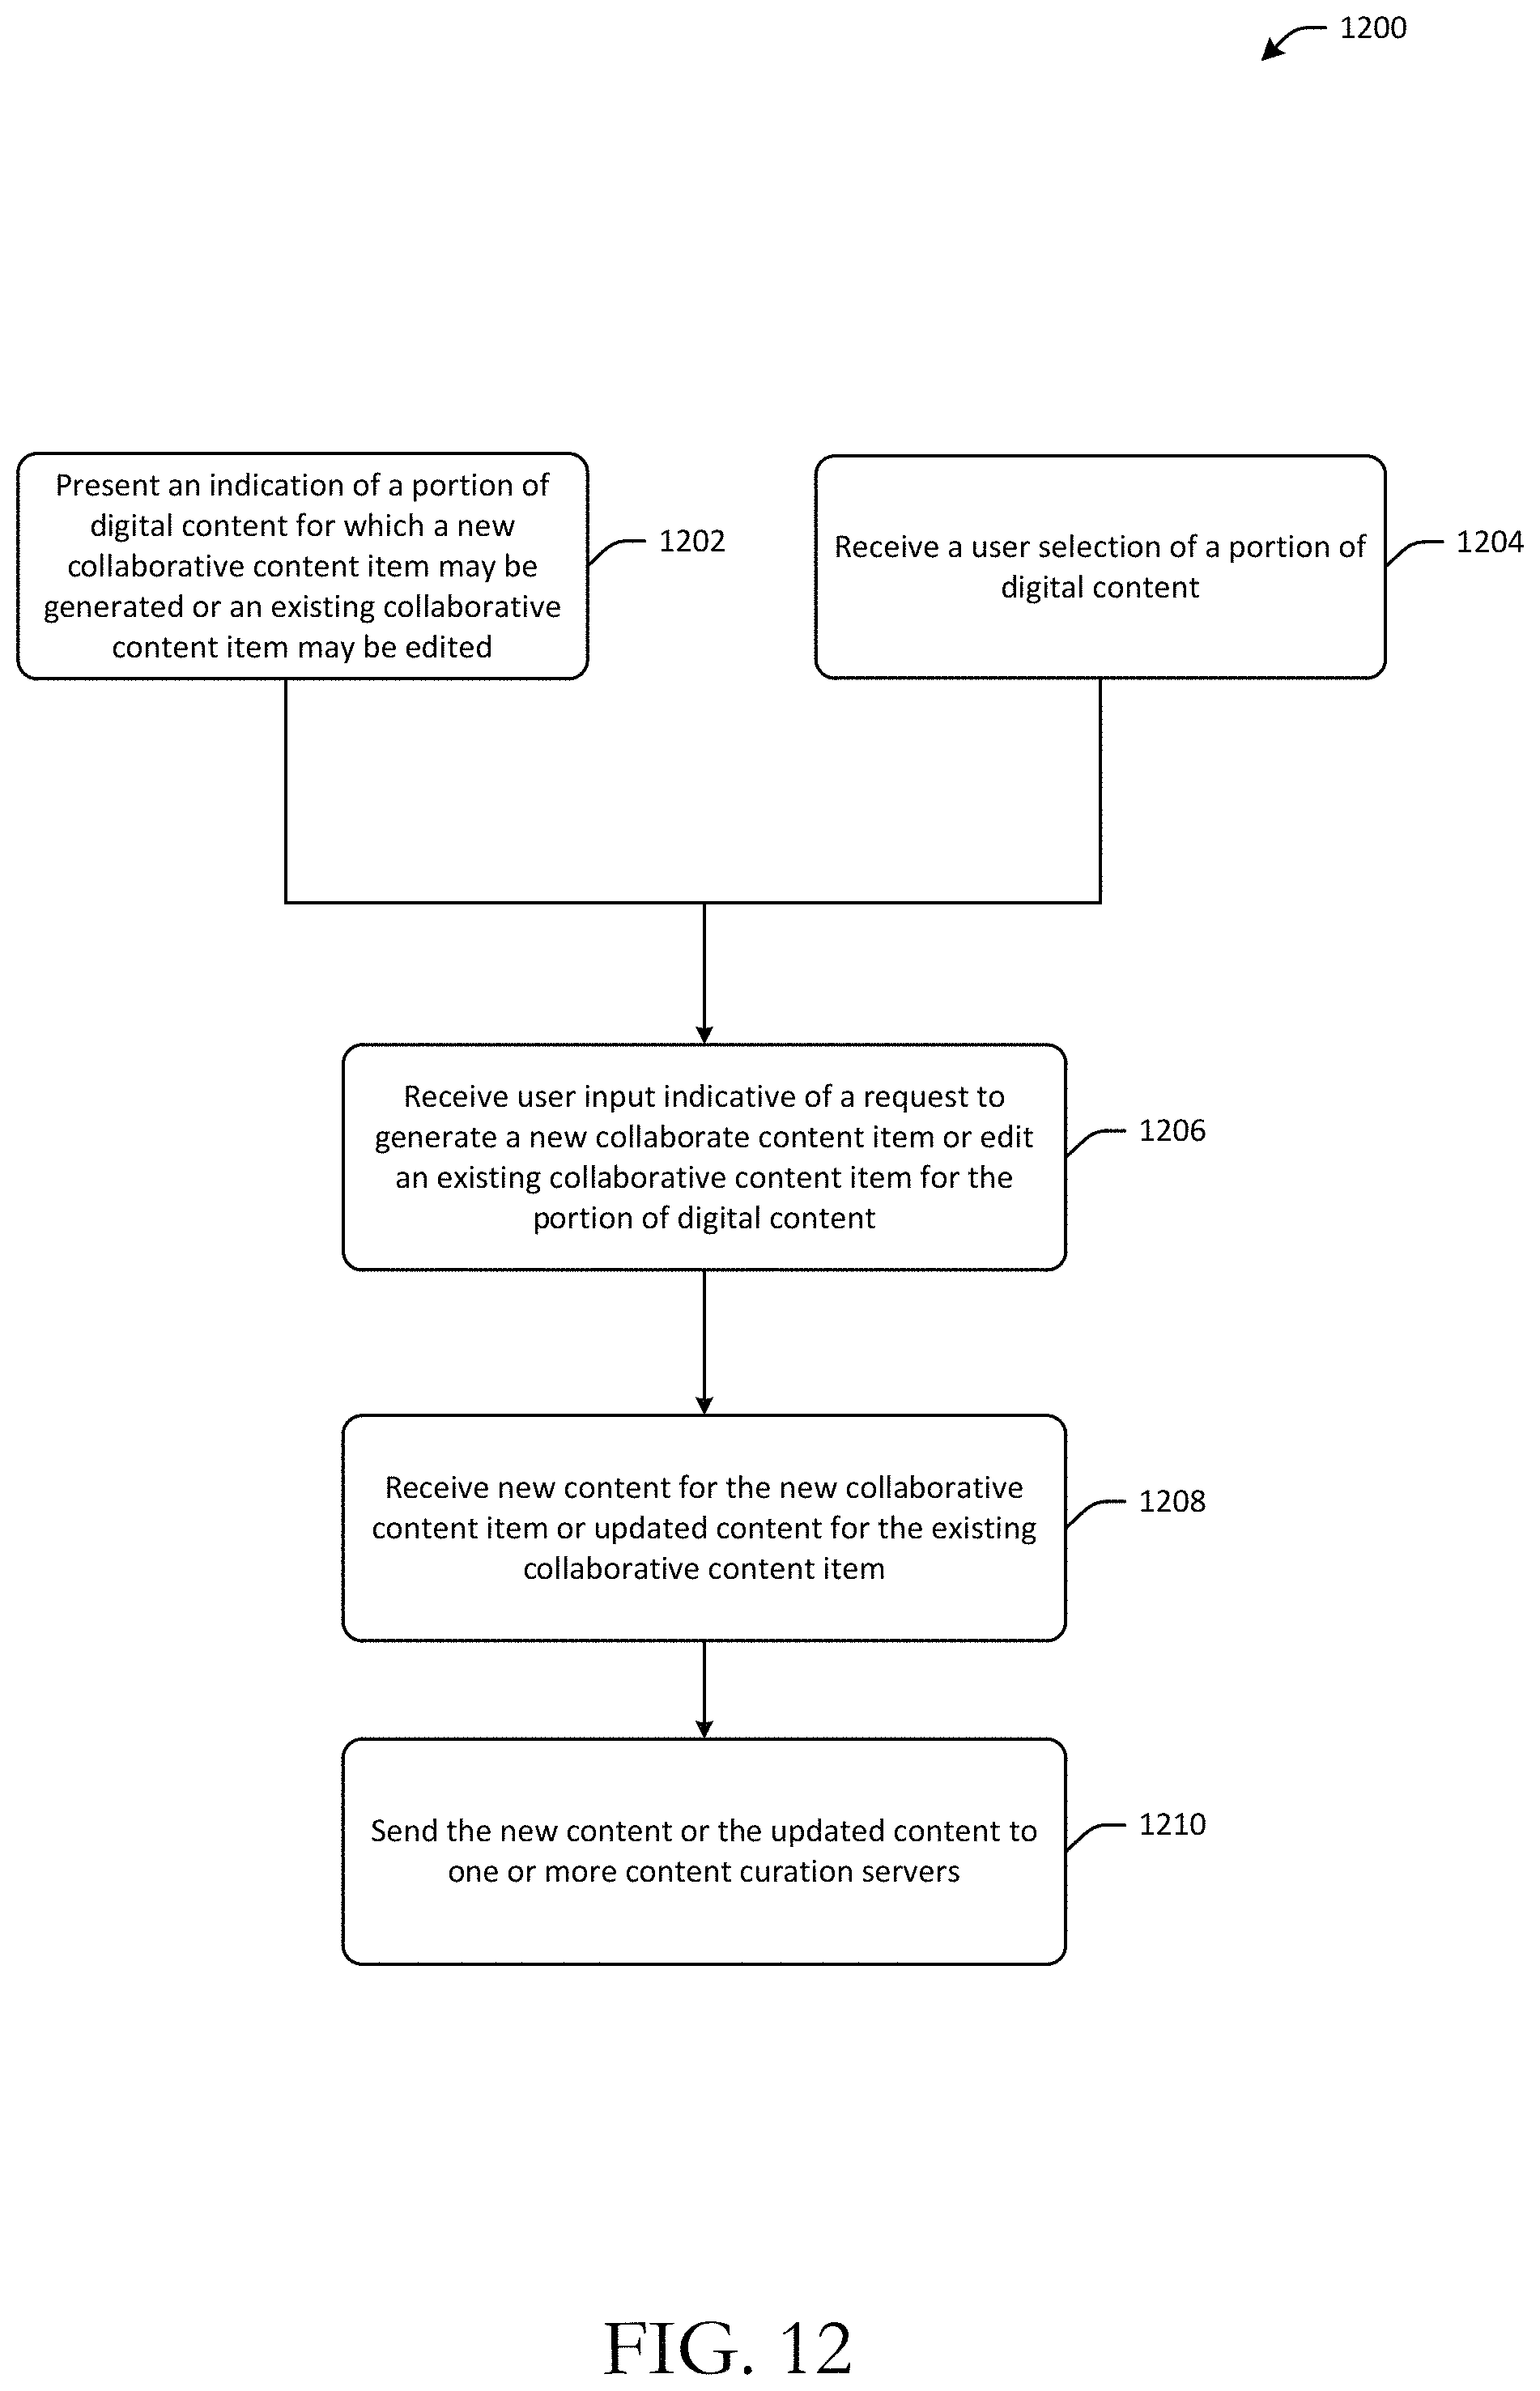 1200
Present an indication of a portion of
digital content for which a new
collaborative content item may be
generated or an existing collaborative
content item may be edited
1202
Receive a user selection of a portion of
digital content
1204
Receive user input indicative of a request to
generate a new collaborate content item or edit
an existing collaborative content item for the
portion of digital content
1206
Receive new content for the new collaborative
content item or updated content for the existing
collaborative content item
1208
Send the new content or the updated content to
one or more content curation servers
1210
FIG. 12